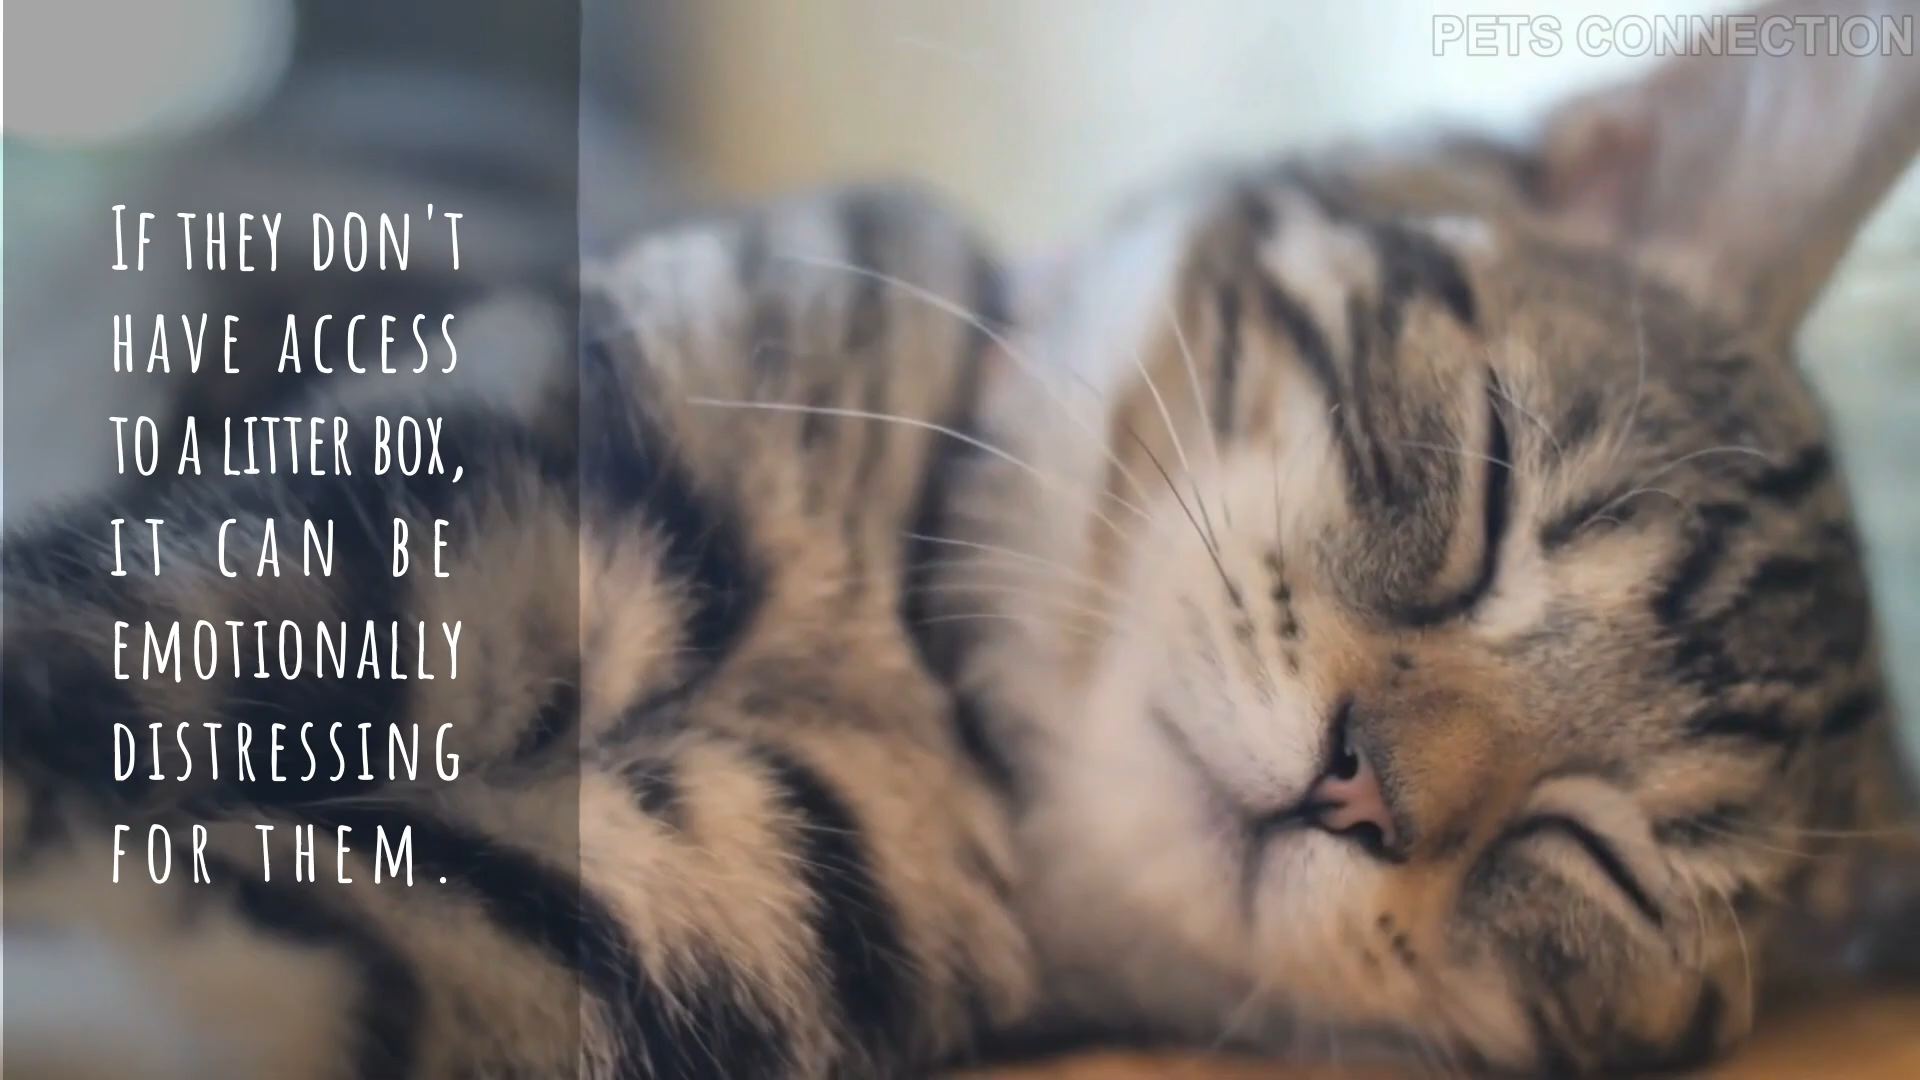 PETS CONNECTION
IF THEY DON'T
HAVE ACCESS
TO A LITTER BOX,
IT CAN BE
EMOTIONALLY
DISTRESSING
FOR THEM.